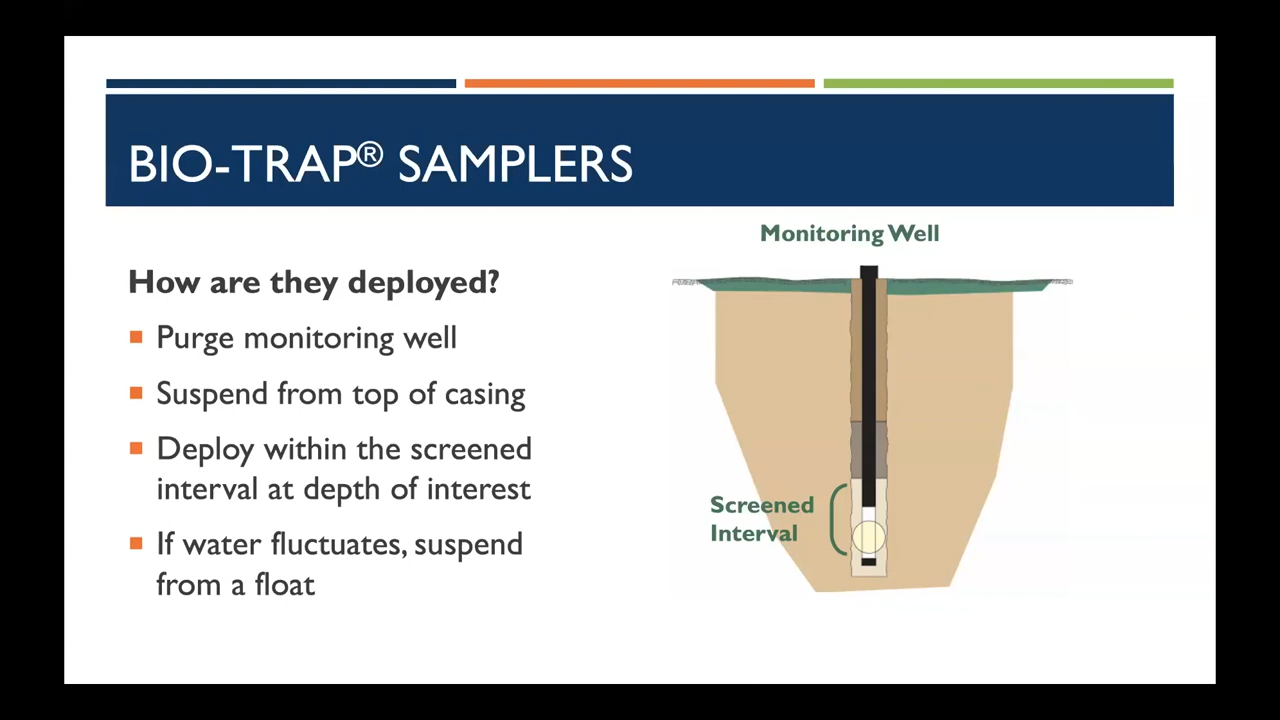 BIO-TRAP® SAMPLERS
How are they deployed?
Purge monitoring well
Suspend from top of casing
Deploy within the screened
interval at depth of interest
If water fluctuates, suspend
from a float
Monitoring Well
Screened
Interval